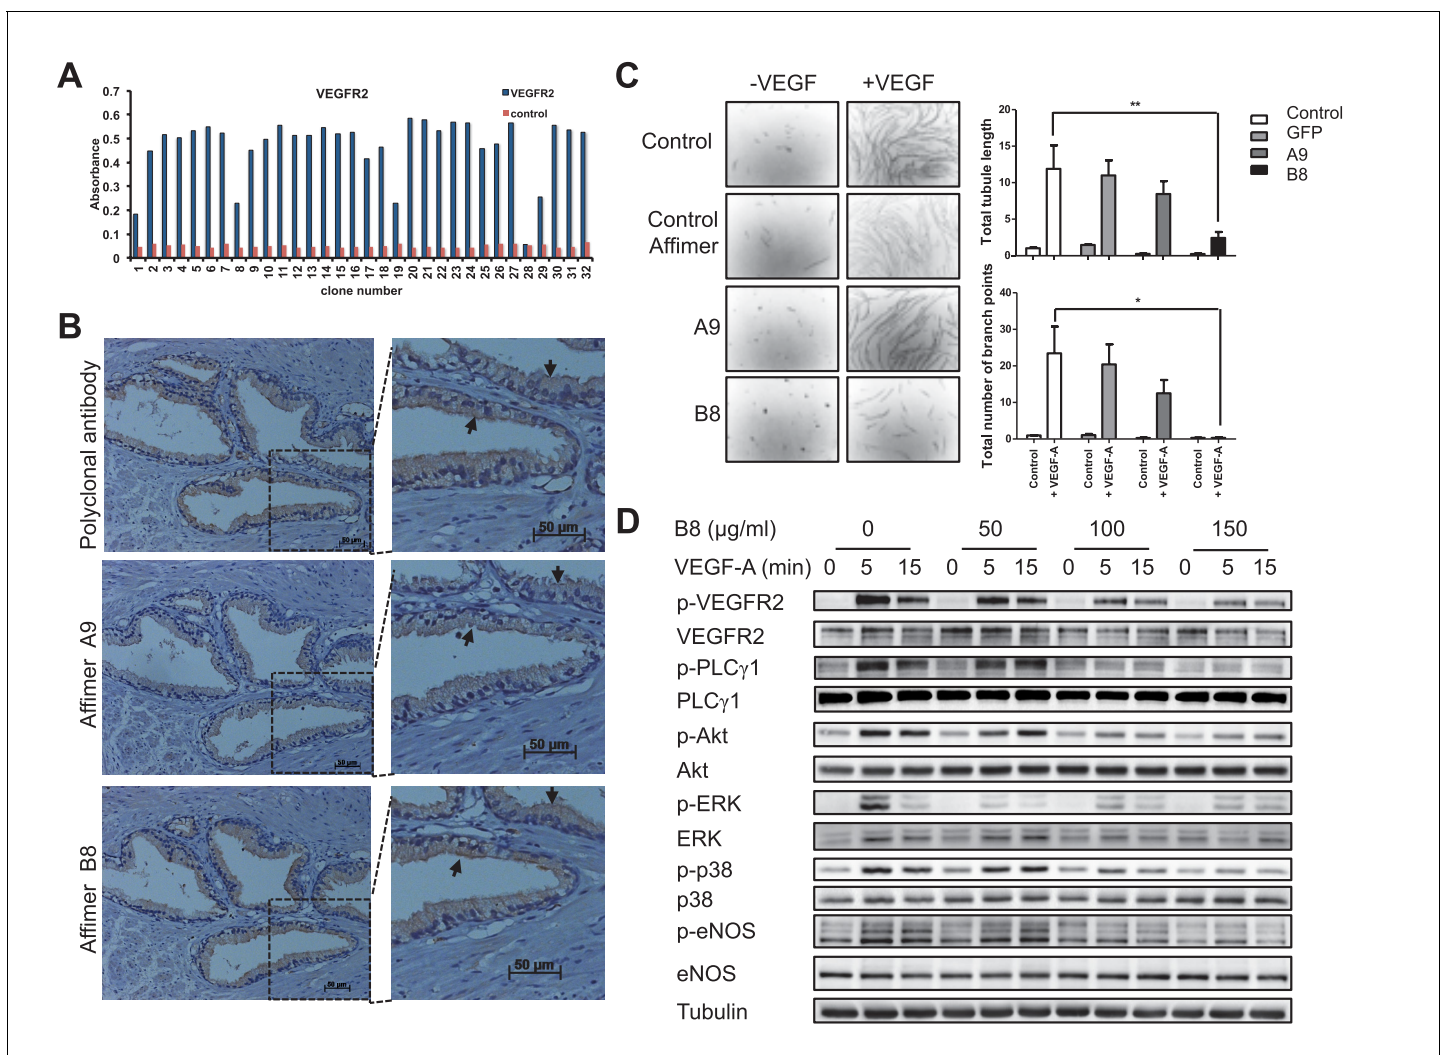 A
VEGFR2
VEGFR2
control
Absorbance
0.7
0.6
0.5
0.4
0.3
0.2
0.1
0
1 2 3 4 5 6 7 8 9 10 11 12 13 14 15 16 17 18 19 20 21 22 23 24 25 26 27 28 29 30 31 32
clone number
B
Polyclonal antibody
50 µm
50 µm
Affimer A9
50 µm
50 µm
Affimer B8
50 µm
50 µm
C
-VEGF +VEGF
Control
Control
Affimer
A9
B8
Total tubule length
20
15
10
5
0
**
Control
GFP
A9
B8
Total number of branch points
40
30
20
10
0
*
Control + VEGF-A Control + VEGF-A Control + VEGF-A Control + VEGF-A
D
B8 (µg/ml) 0 50 100 150
VEGF-A (min) 0 5 15 0 5 15 0 5 15 0 5 15
p-VEGFR2
VEGFR2
p-PLCγ1
PLCγ1
p-Akt
Akt
p-ERK
ERK
p-p38
p38
p-eNOS
eNOS
Tubulin